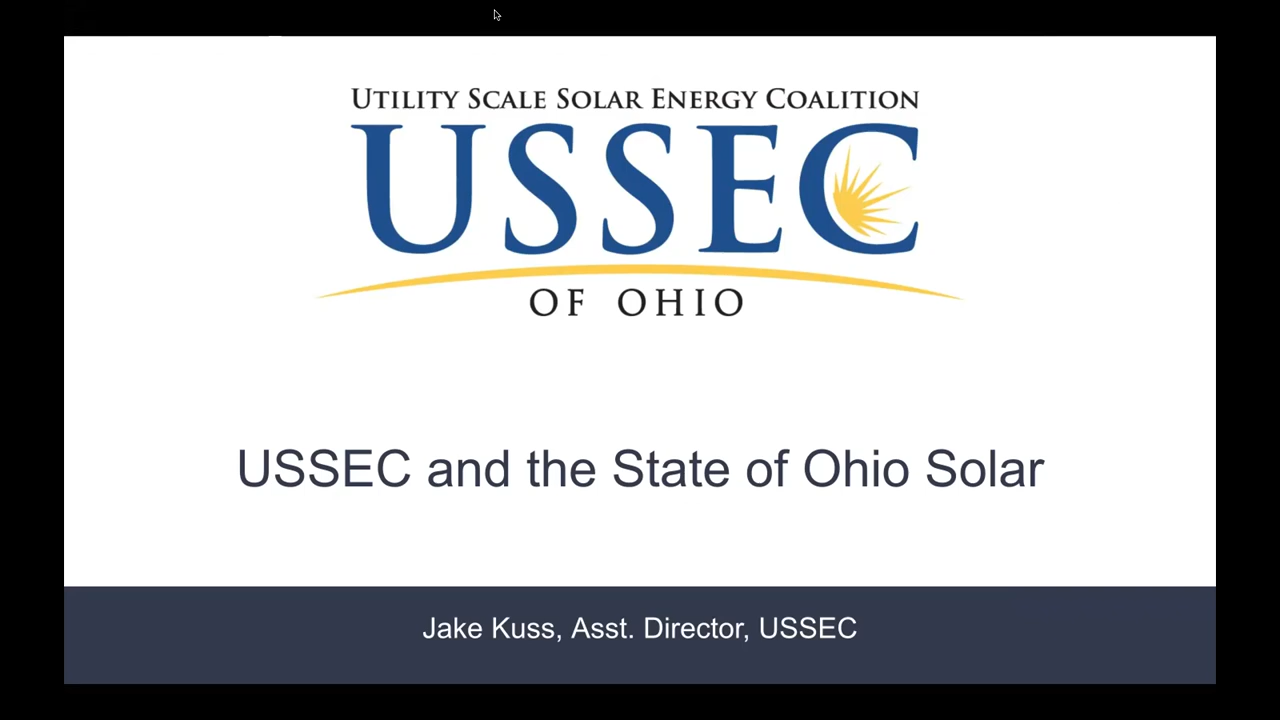 UTILITY SCALE SOLAR ENERGY COALITION
USSEC
OF OHIO
USSEC and the State of Ohio Solar
Jake Kuss, Asst. Director, USSEC